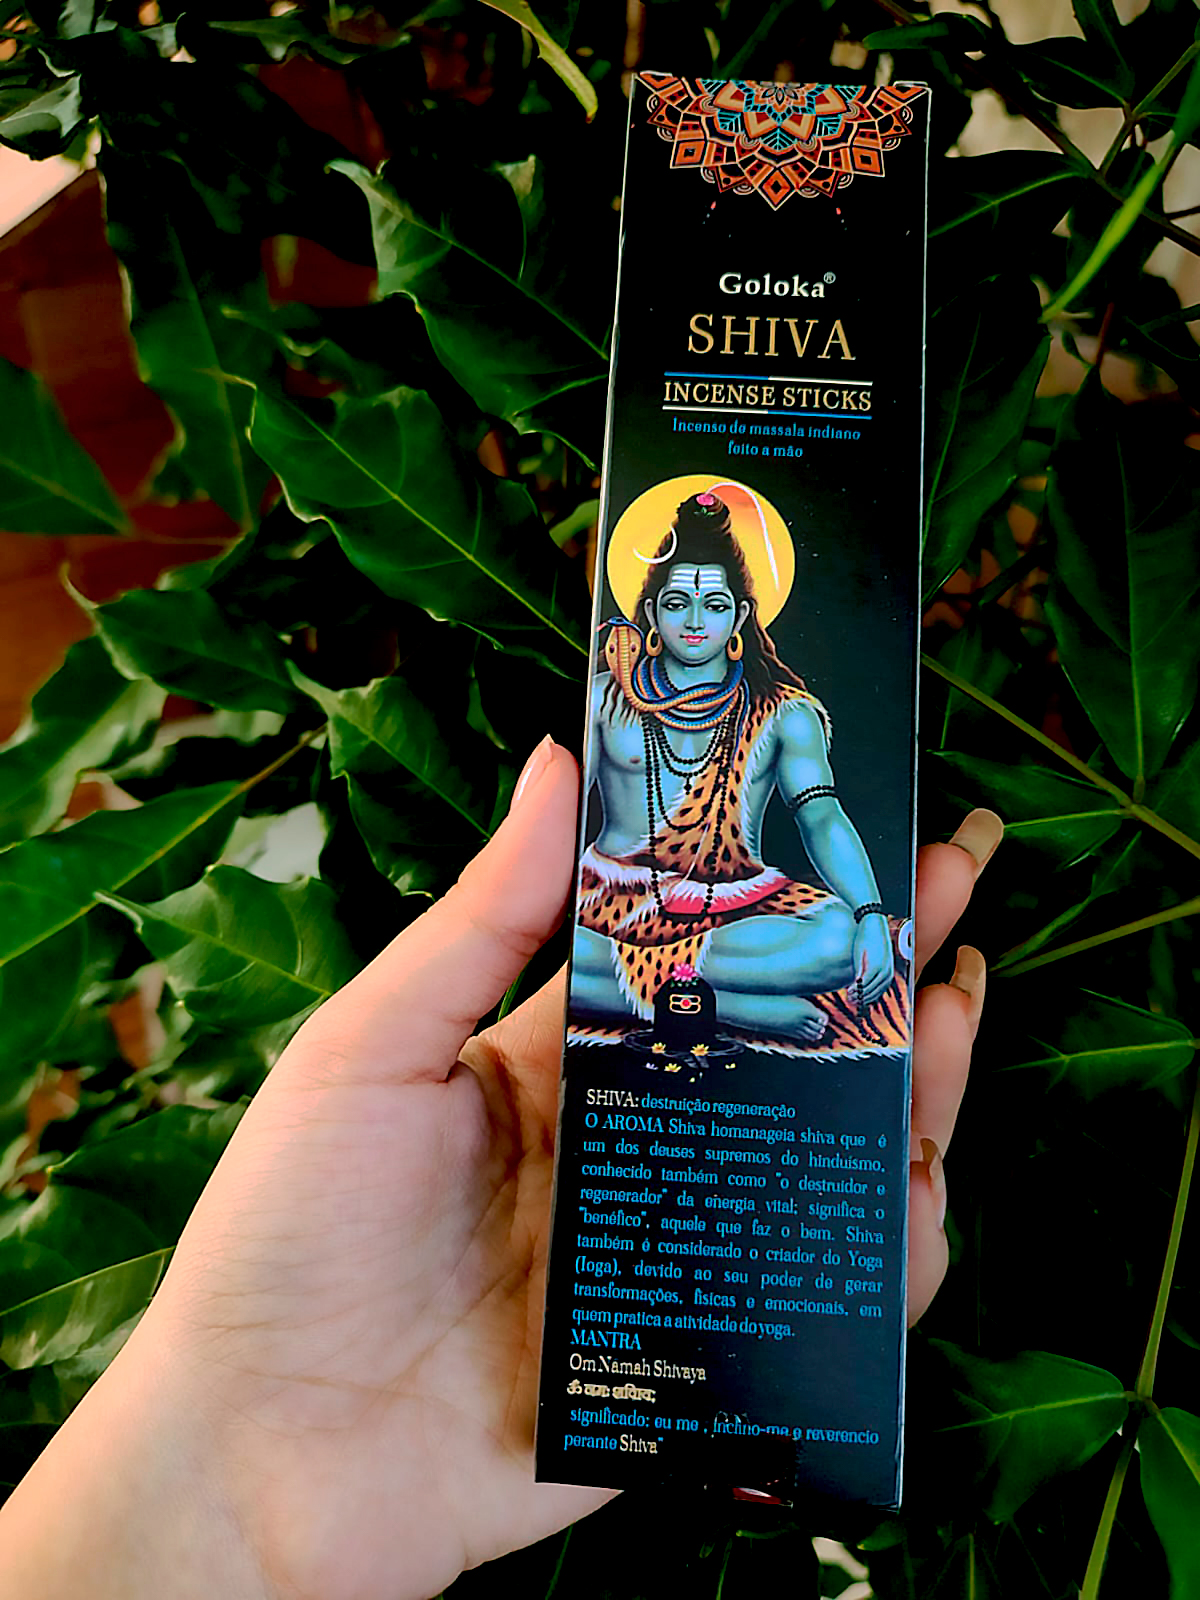 Goloka®
SHIVA
INCENSE STICKS
Incenso de massala indiano
feito a mão
SHIVA: destruição regeneração
O AROMA Shiva homanageia shiva que é
um dos deuses supremos do hinduísmo,
conhecido também como "o destruidor e
regenerador" da energia vital; significa o
"benéfico", aquele que faz o bem. Shiva
também é considerado o criador do Yoga
(Ioga), devido ao seu poder de gerar
transformações, físicas e emocionais, em
quem pratica a atividade do yoga.
MANTRA
Om Namah Shivaya
ॐ
significado: eu me , inclino-me e reverencio
perante Shiva"